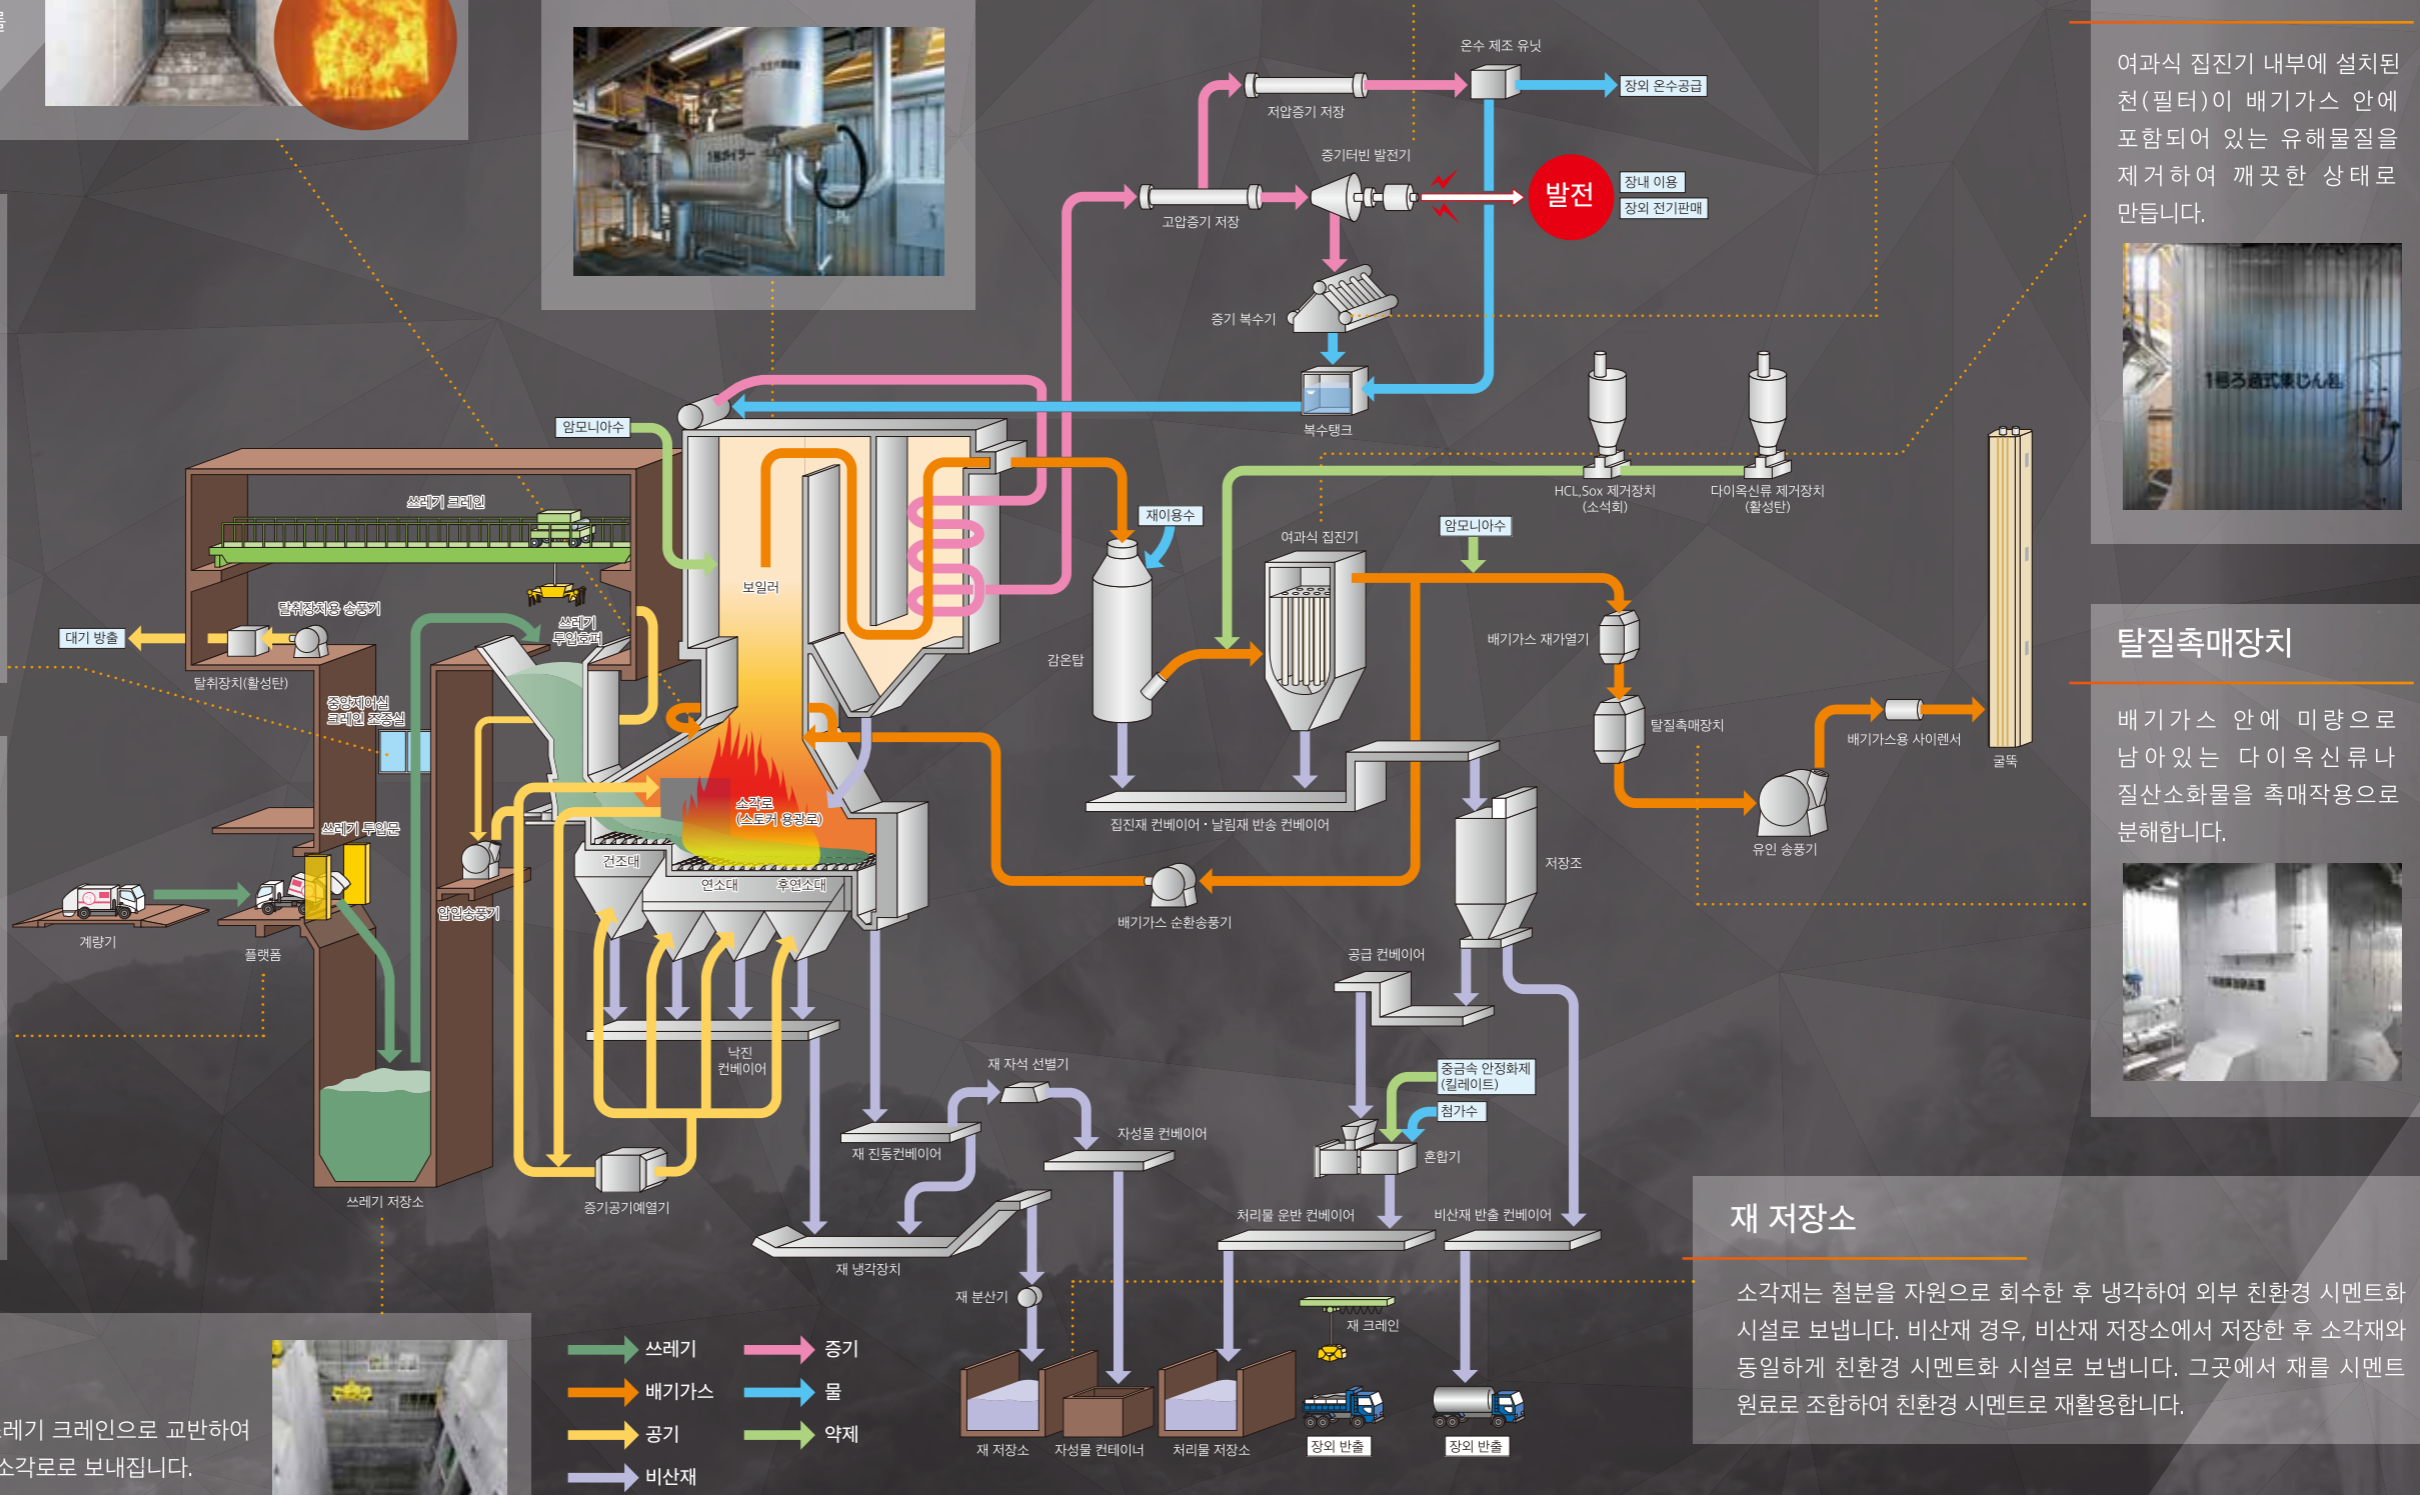 를
1号ボイラー
온수 제조 유닛
장외 온수공급
저압증기 저장
증기터빈 발전기
발전
장내 이용
장외 전기판매
고압증기 저장
증기 복수기
복수탱크
여과식 집진기 내부에 설치된
천(필터)이 배기가스 안에
포함되어 있는 유해물질을
제거하여 깨끗한 상태로
만듭니다.
1号ろ過式集じん器
암모니아수
쓰레기 크레인
탈취장치용 송풍기
쓰레기
투입호퍼
대기 방출
탈취장치(활성탄)
중앙제어실
크레인 조종실
보일러
재이용수
감온탑
여과식 집진기
암모니아수
HCL,Sox 제거장치
(소석회)
다이옥신류 제거장치
(활성탄)
배기가스 재가열기
탈질촉매장치
배기가스용 사이렌서
굴뚝
유인 송풍기
탈질촉매장치
배기가스 안에 미량으로
남아있는 다이옥신류나
질산소화물을 촉매작용으로
분해합니다.
쓰레기 투입문
소각로
(스토커 용광로)
건조대
연소대
후연소대
압입송풍기
계량기
플랫폼
집진재 컨베이어・날림재 반송 컨베이어
저장조
배기가스 순환송풍기
공급 컨베이어
낙진
컨베이어
재 자석 선별기
중금속 안정화제
(킬레이트)
첨가수
재 진동컨베이어
자성물 컨베이어
혼합기
쓰레기 저장소
증기공기예열기
재 냉각장치
처리물 운반 컨베이어
비산재 반출 컨베이어
재 분산기
재 크레인
재 저장소
자성물 컨테이너
처리물 저장소
장외 반출
장외 반출
재 저장소
소각재는 철분을 자원으로 회수한 후 냉각하여 외부 친환경 시멘트화
시설로 보냅니다. 비산재 경우, 비산재 저장소에서 저장한 후 소각재와
동일하게 친환경 시멘트화 시설로 보냅니다. 그곳에서 재를 시멘트
원료로 조합하여 친환경 시멘트로 재활용합니다.
쓰레기
배기가스
공기
비산재
증기
물
약제
레기 크레인으로 교반하여
소각로로 보내집니다.